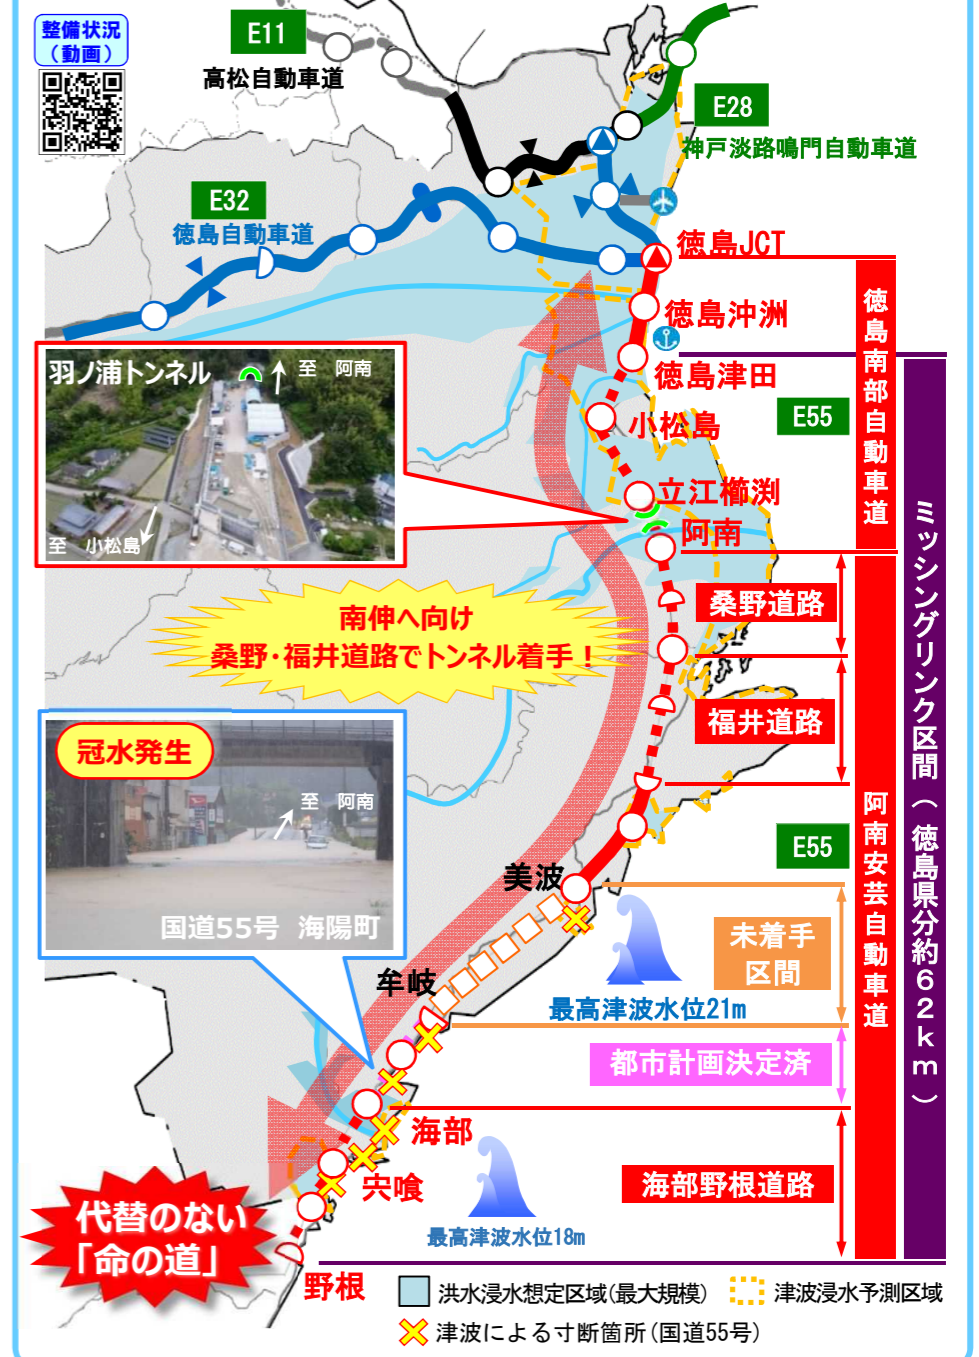 整備状況
（動画）
E11
高松自動車道
E28
神戸淡路鳴門自動車道
E32
徳島自動車道
徳島JCT
徳島沖洲
徳島津田
小松島
立江櫛渕
阿南
E55
徳島南部自動車道
羽ノ浦トンネル
至　阿南
至　小松島
桑野道路
南伸へ向け
桑野・福井道路でトンネル着手！
福井道路
ミッシングリンク区間（徳島県分約６２ｋｍ）
冠水発生
至　阿南
国道55号　海陽町
E55
阿南安芸自動車道
美波
未着手
区間
牟岐
最高津波水位21m
都市計画決定済
海部
海部野根道路
宍喰
代替のない
「命の道」
最高津波水位18m
野根
洪水浸水想定区域(最大規模)
津波浸水予測区域
津波による寸断箇所(国道55号)